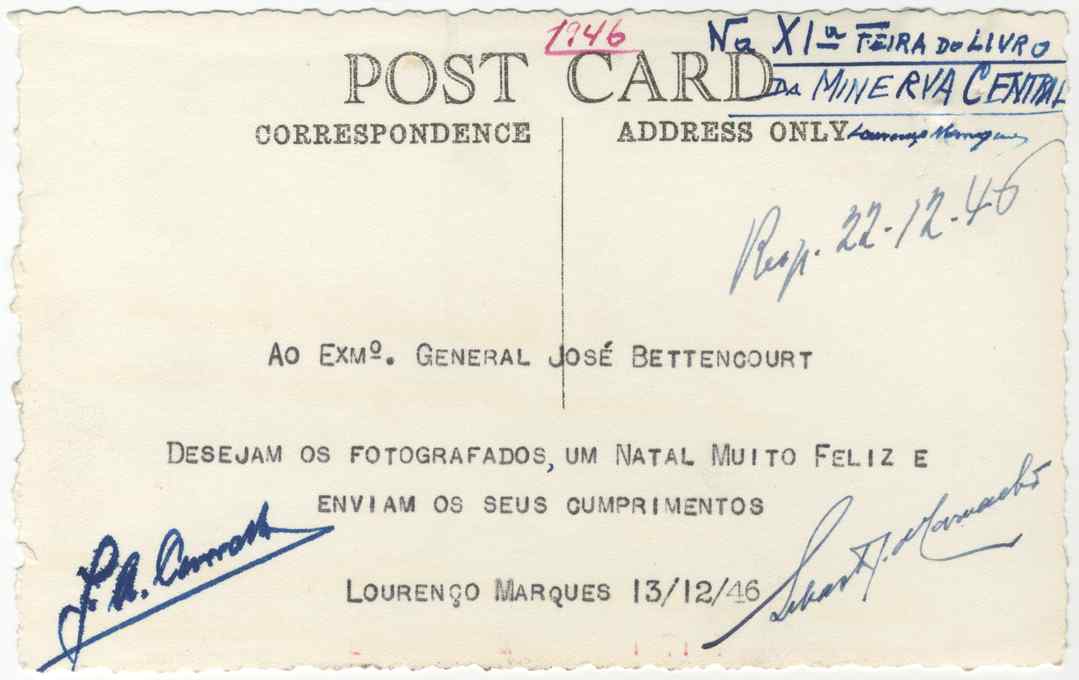 1946
Na XIª FEIRA DO LIVRO
DA MINERVA CENTRAL
Lourenço Marques
POST CARD
CORRESPONDENCE
ADDRESS ONLY
Resp. 22-12-46
AO EXMº. GENERAL JOSÉ BETTENCOURT
DESEJAM OS FOTOGRAFADOS, UM NATAL MUITO FELIZ E
ENVIAM OS SEUS CUMPRIMENTOS
LOURENÇO MARQUES 13/12/46